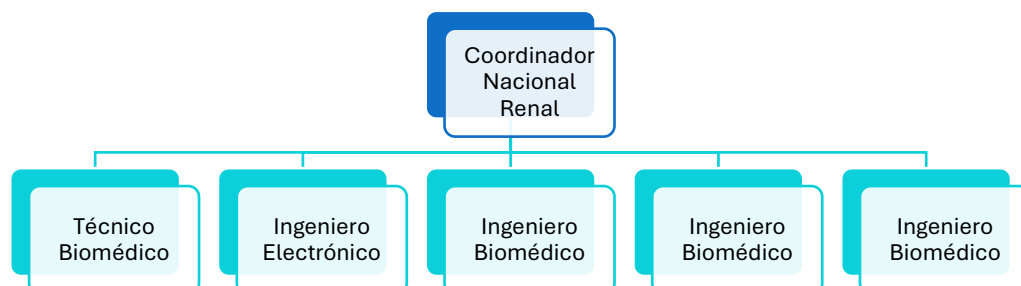 Coordinador
Nacional
Renal
Técnico
Biomédico
Ingeniero
Electrónico
Ingeniero
Biomédico
Ingeniero
Biomédico
Ingeniero
Biomédico